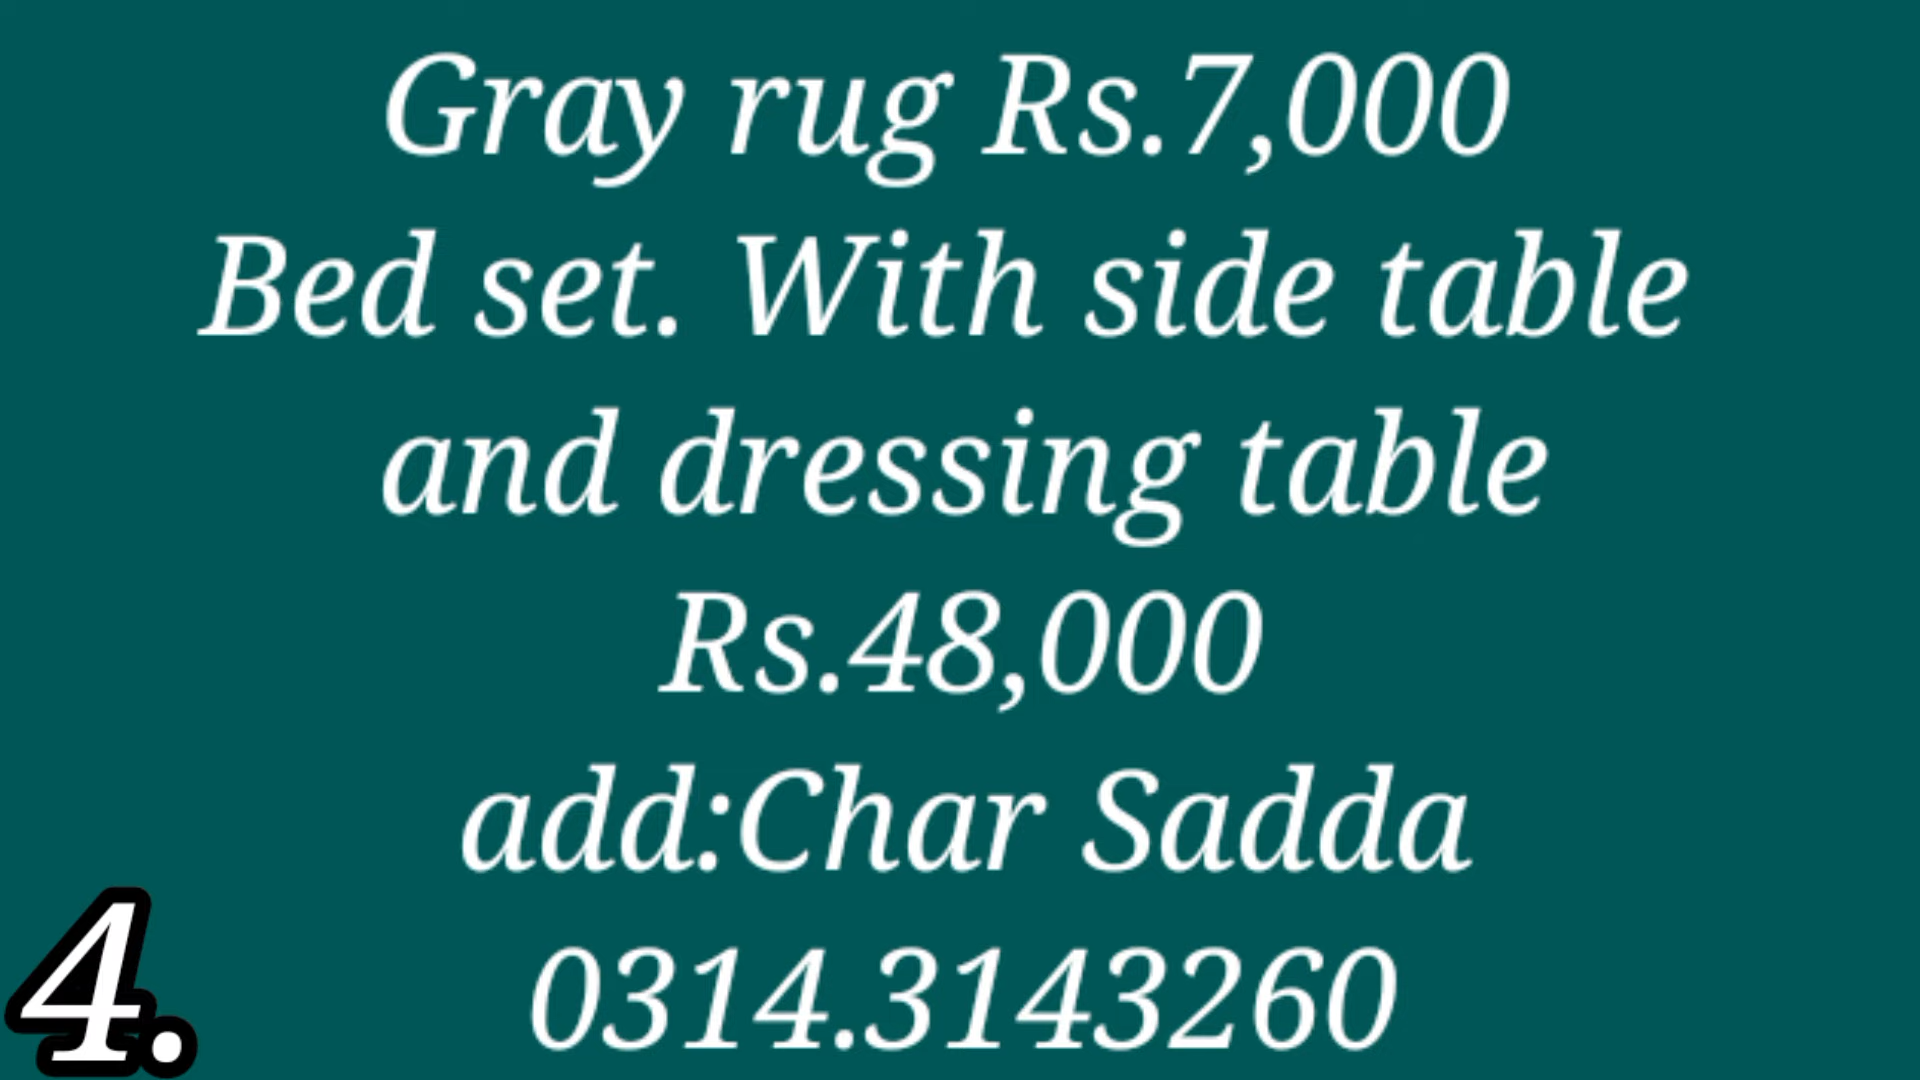 Gray rug Rs.7,000
Bed set. With side table
and dressing table
Rs.48,000
add:Char Sadda
0314.3143260
4.